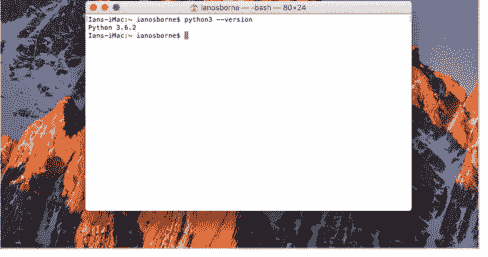 ianosborne — -bash — 80×24
Ians-iMac:~ ianosborne$ python3 --version
Python 3.6.2
Ians-iMac:~ ianosborne$